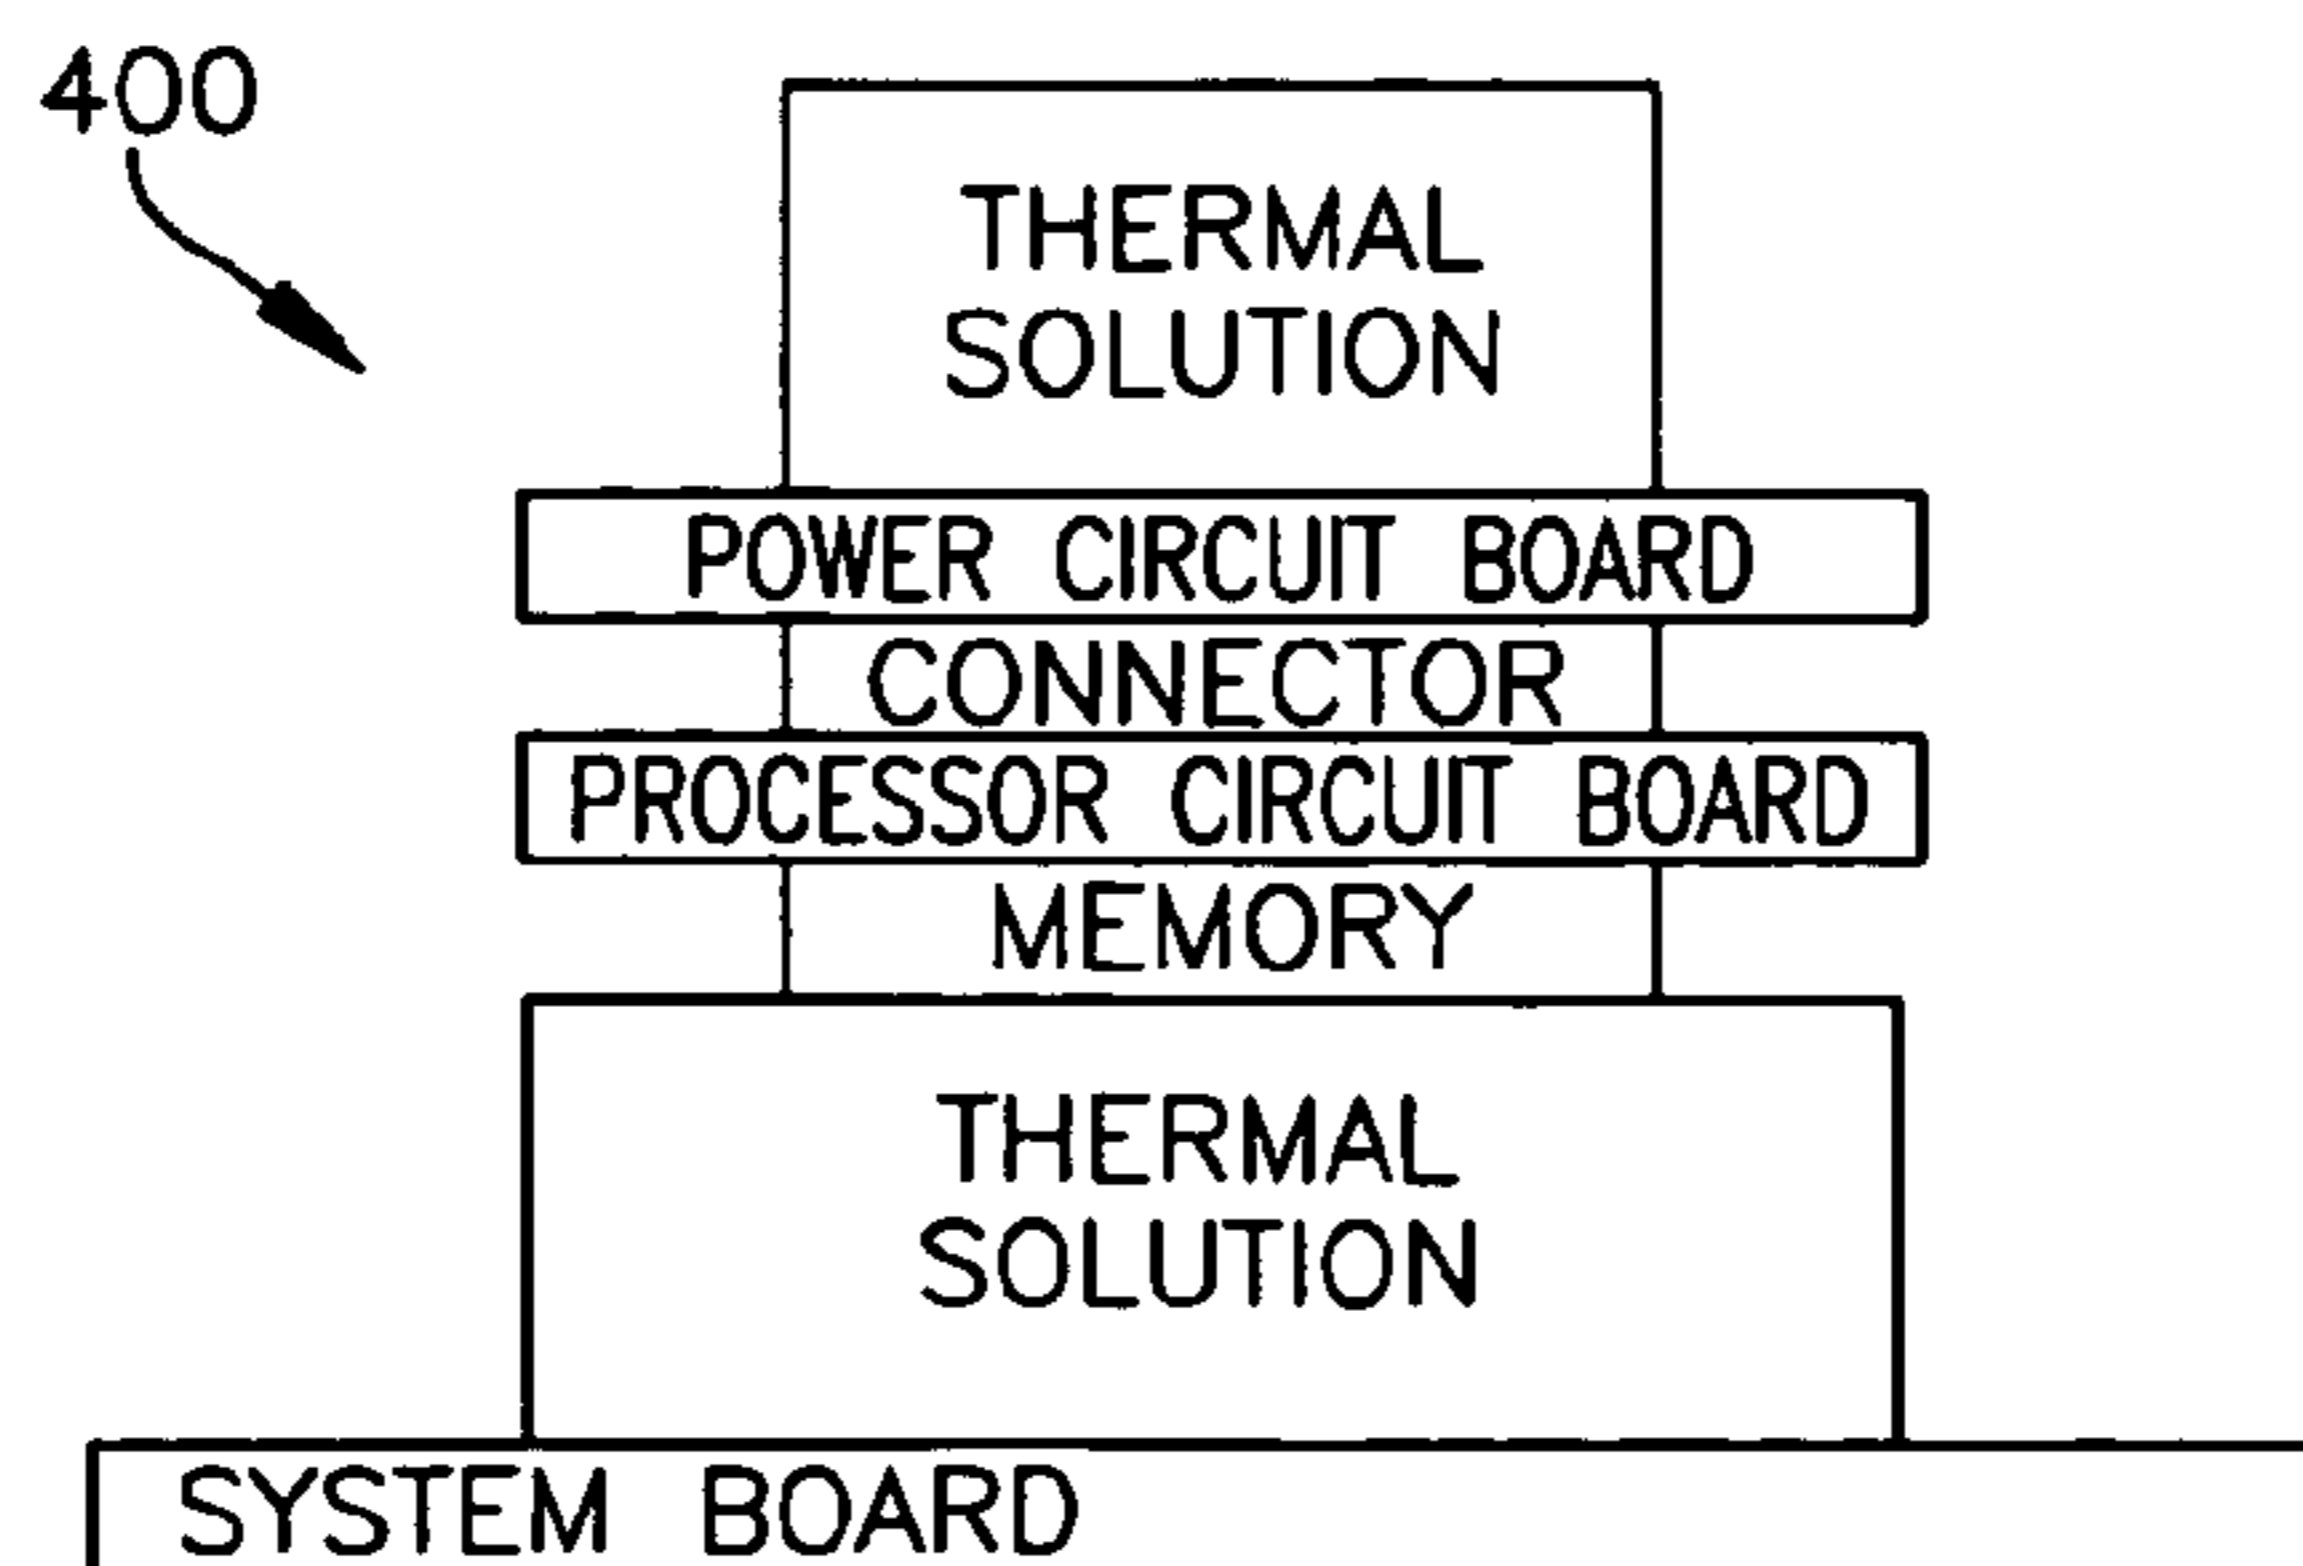 400
THERMAL
SOLUTION
POWER CIRCUIT BOARD
CONNECTOR
PROCESSOR CIRCUIT BOARD
MEMORY
THERMAL
SOLUTION
SYSTEM BOARD